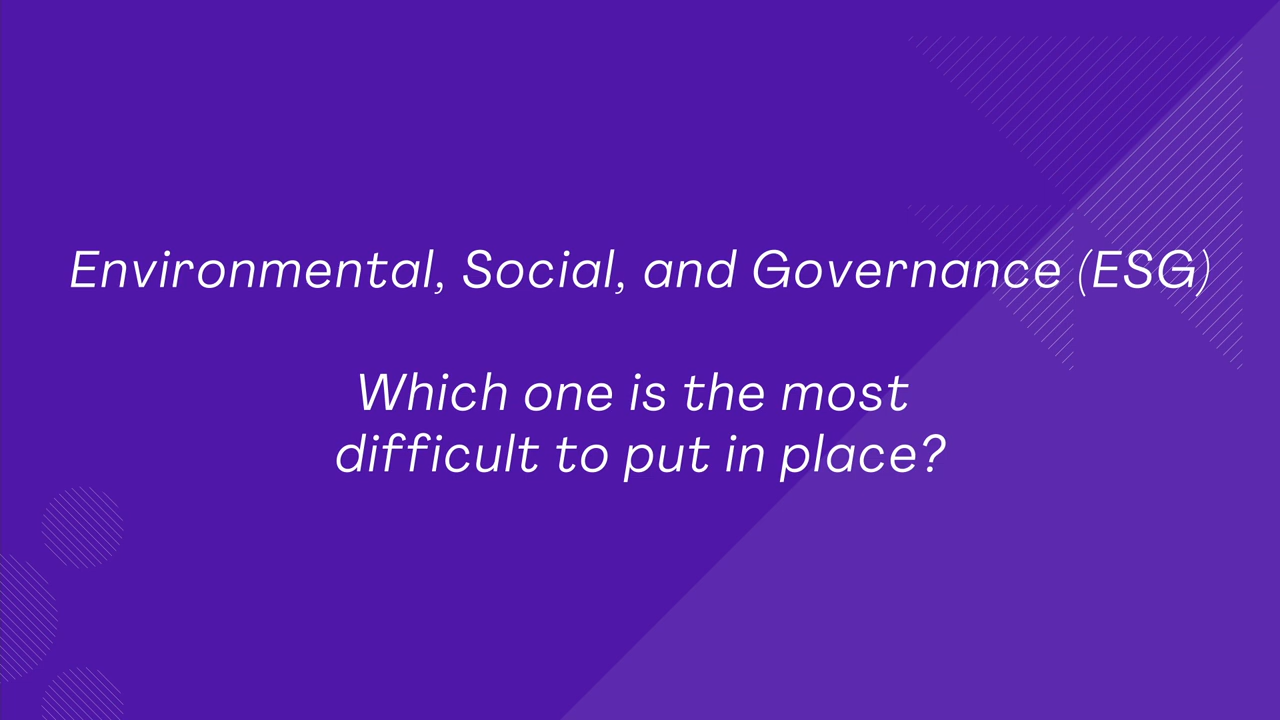 Environmental, Social, and Governance (ESG)
Which one is the most
difficult to put in place?